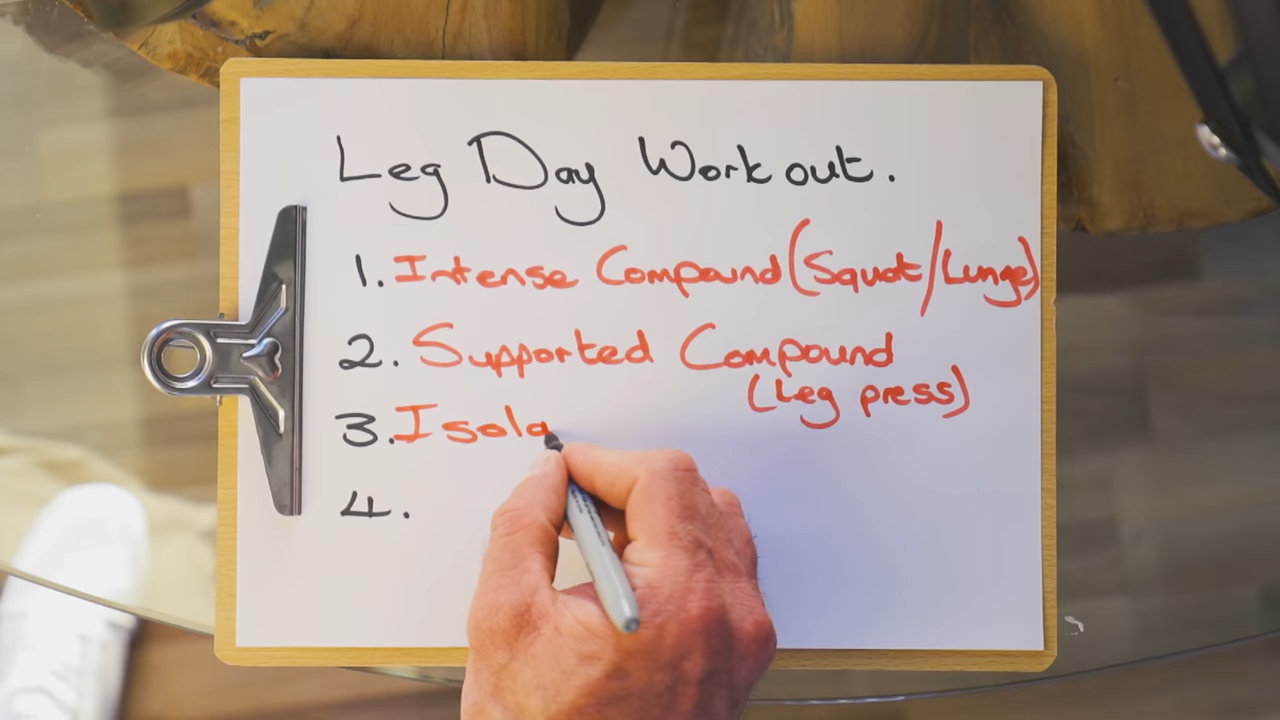 Leg Day Workout.
1. Intense Compound (Squat/Lunge)
2. Supported Compound
(Leg press)
3. Isola
4.